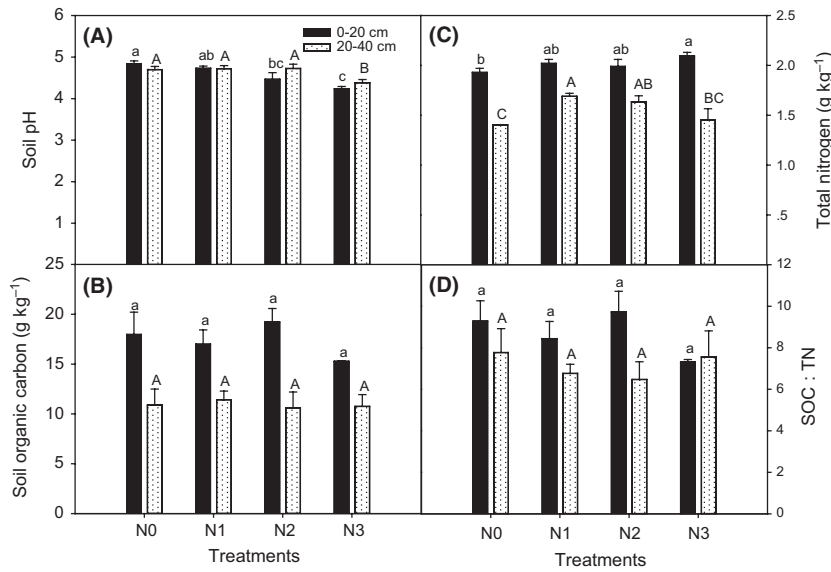 (A)
0-20 cm
20-40 cm
a A ab A bc A c B
5
4
3
2
1
Soil pH
(C)
b C ab A ab AB a BC
2.5
2.0
1.5
1.0
.5
Total nitrogen (g kg⁻¹)
(B)
a A a A a A a A
25
20
15
10
5
0
Soil organic carbon (g kg⁻¹)
N0 N1 N2 N3
Treatments
(D)
a A a A a A a A
12
10
8
6
4
2
0
SOC : TN
N0 N1 N2 N3
Treatments